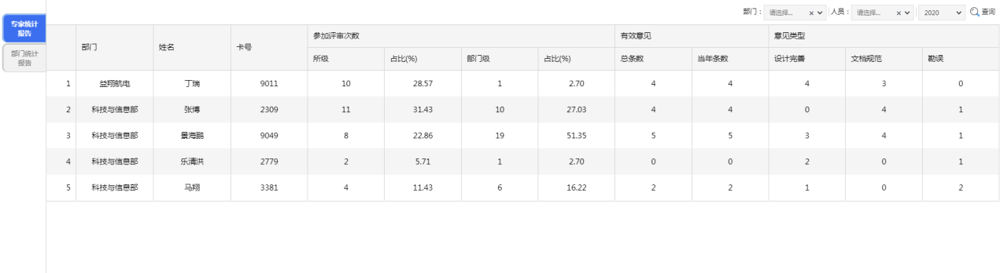 部门： 请选择... × 人员： 请选择... × 2020 查询
专家统计
报告
部门统计
报告
部门 姓名 卡号 参加评审次数 有效意见 意见类型
所级 占比(%) 部门级 占比(%) 总条数 当年条数 设计完善 文档规范 勘误
1 益翔航电 丁瑞 9011 10 28.57 1 2.70 4 4 4 3 0
2 科技与信息部 张博 2309 11 31.43 10 27.03 4 4 0 4 1
3 科技与信息部 景海鹏 9049 8 22.86 19 51.35 5 5 3 4 1
4 科技与信息部 乐清洪 2779 2 5.71 1 2.70 0 0 2 0 1
5 科技与信息部 马翔 3381 4 11.43 6 16.22 2 2 1 0 2